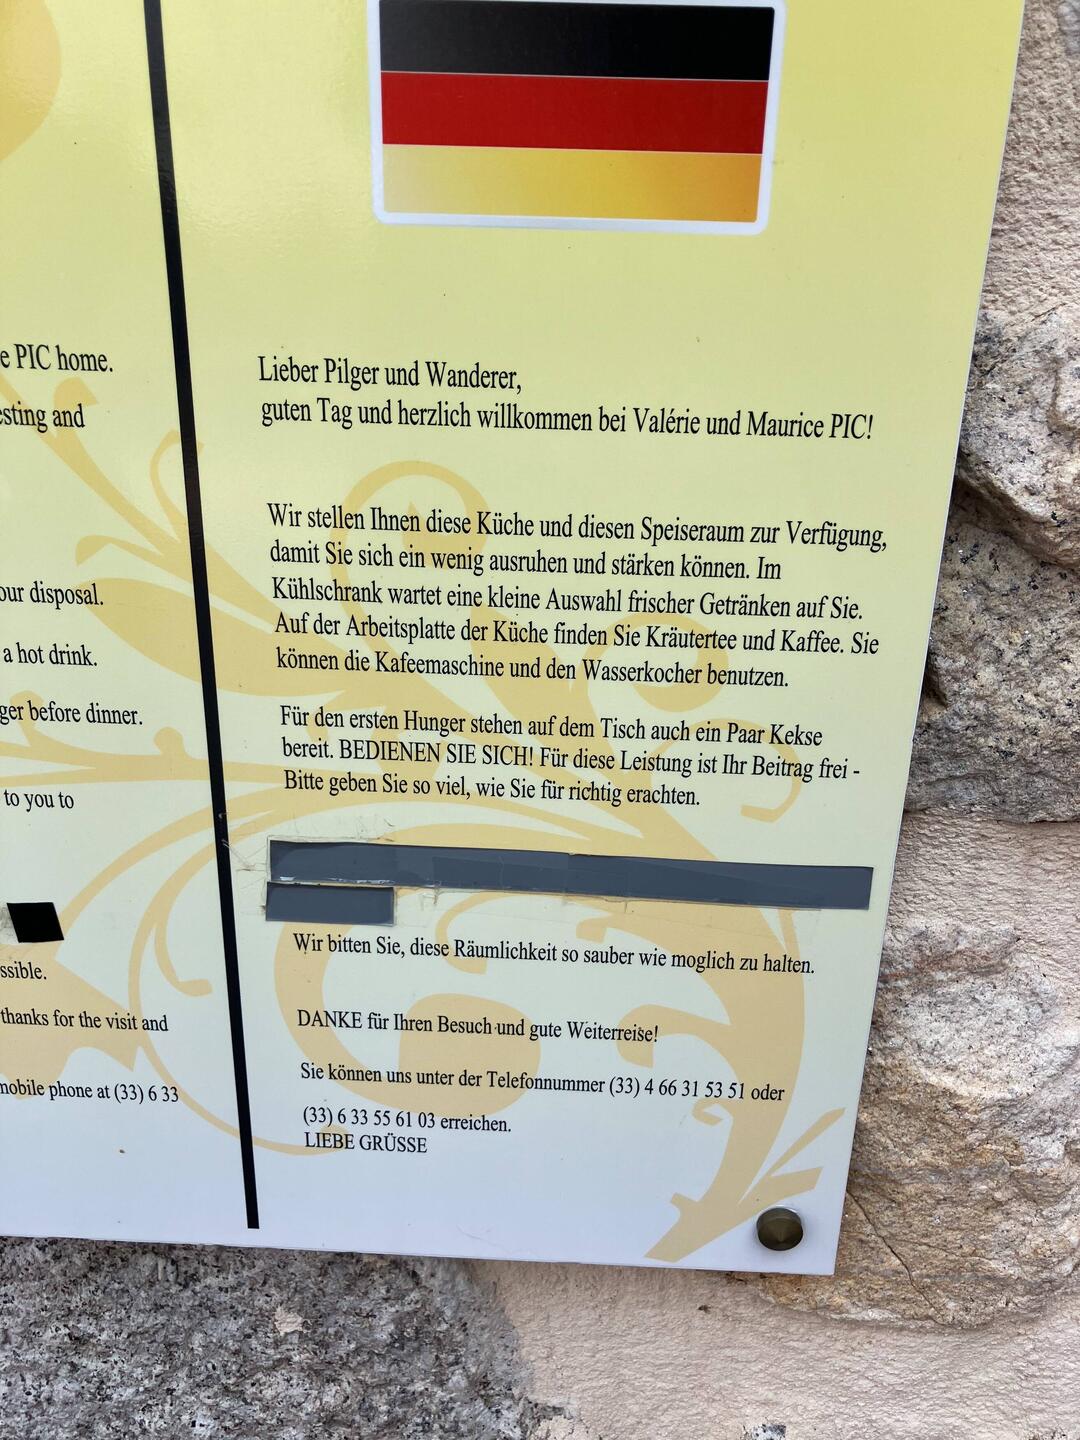 e PIC home.
esting and
our disposal.
a hot drink.
ger before dinner.
to you to
ssible.
thanks for the visit and
mobile phone at (33) 6 33
Lieber Pilger und Wanderer,
guten Tag und herzlich willkommen bei Valérie und Maurice PIC!
Wir stellen Ihnen diese Küche und diesen Speiseraum zur Verfügung,
damit Sie sich ein wenig ausruhen und stärken können. Im
Kühlschrank wartet eine kleine Auswahl frischer Getränken auf Sie.
Auf der Arbeitsplatte der Küche finden Sie Kräutertee und Kaffee. Sie
können die Kafeemaschine und den Wasserkocher benutzen.
Für den ersten Hunger stehen auf dem Tisch auch ein Paar Kekse
bereit. BEDIENEN SIE SICH! Für diese Leistung ist Ihr Beitrag frei -
Bitte geben Sie so viel, wie Sie für richtig erachten.
Wir bitten Sie, diese Räumlichkeit so sauber wie moglich zu halten.
DANKE für Ihren Besuch und gute Weiterreise!
Sie können uns unter der Telefonnummer (33) 4 66 31 53 51 oder
(33) 6 33 55 61 03 erreichen.
LIEBE GRÜSSE